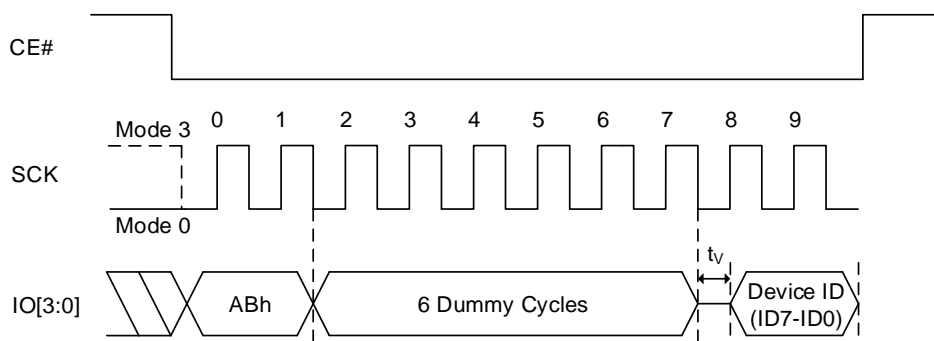 CE#
0 1 2 3 4 5 6 7 8 9
Mode 3
SCK
Mode 0
tV
IO[3:0]
ABh
6 Dummy Cycles
Device ID
(ID7-ID0)